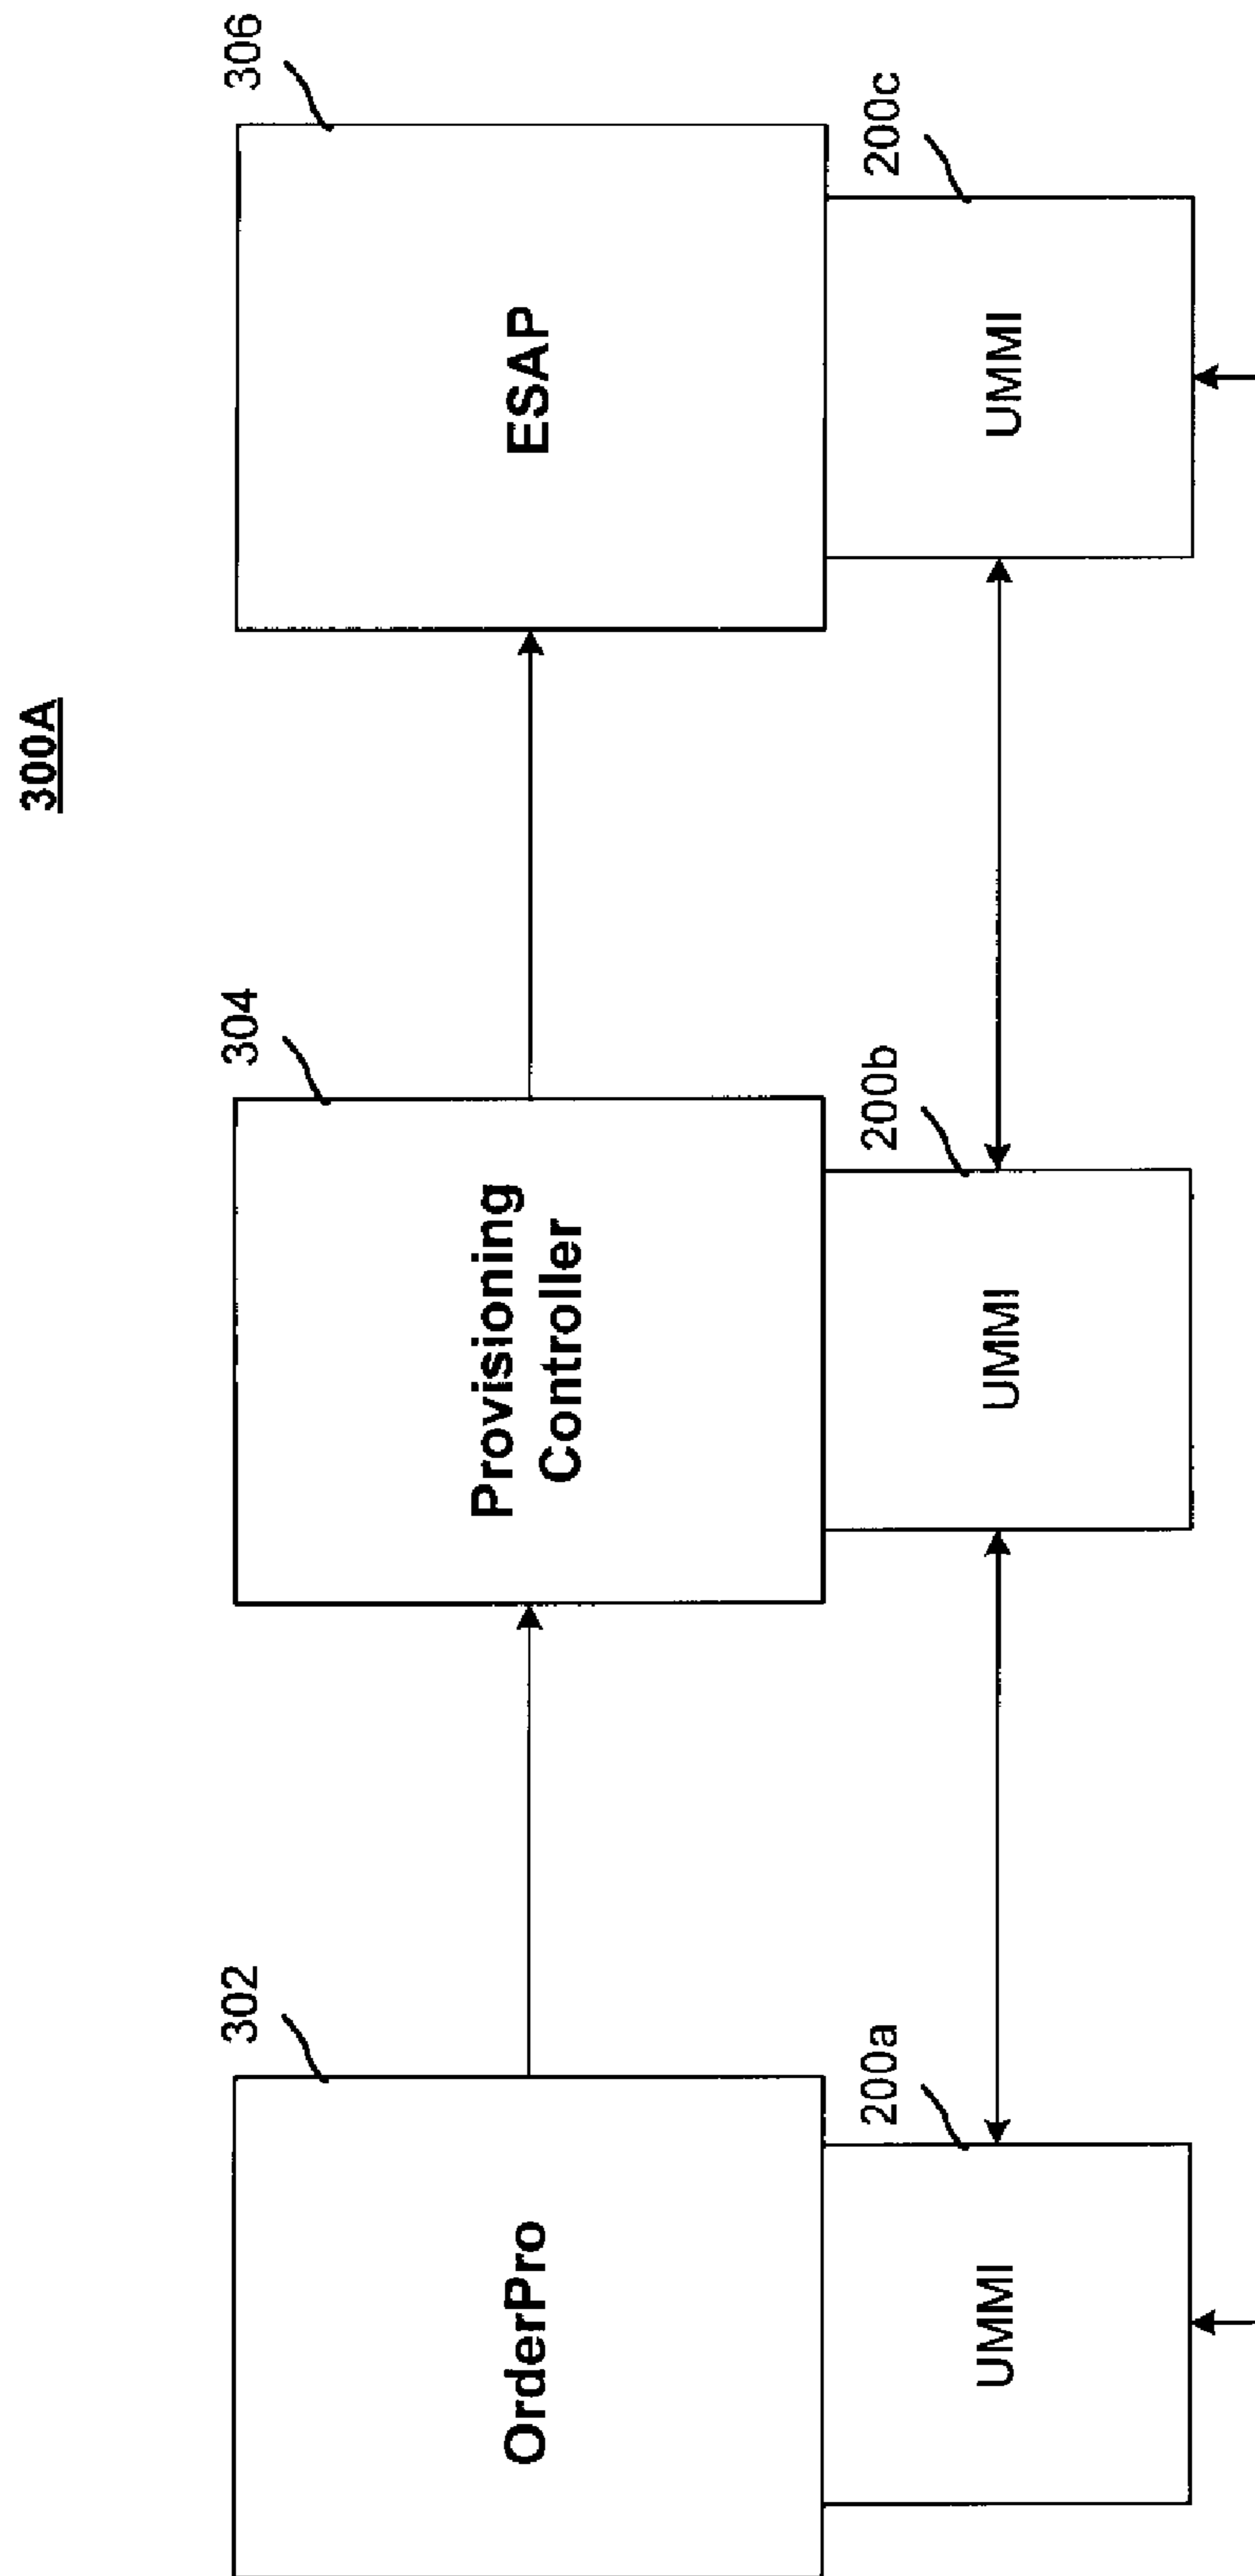 300A
302
304
306
OrderPro
Provisioning
Controller
ESAP
200a
200b
200c
UMMI
UMMI
UMMI